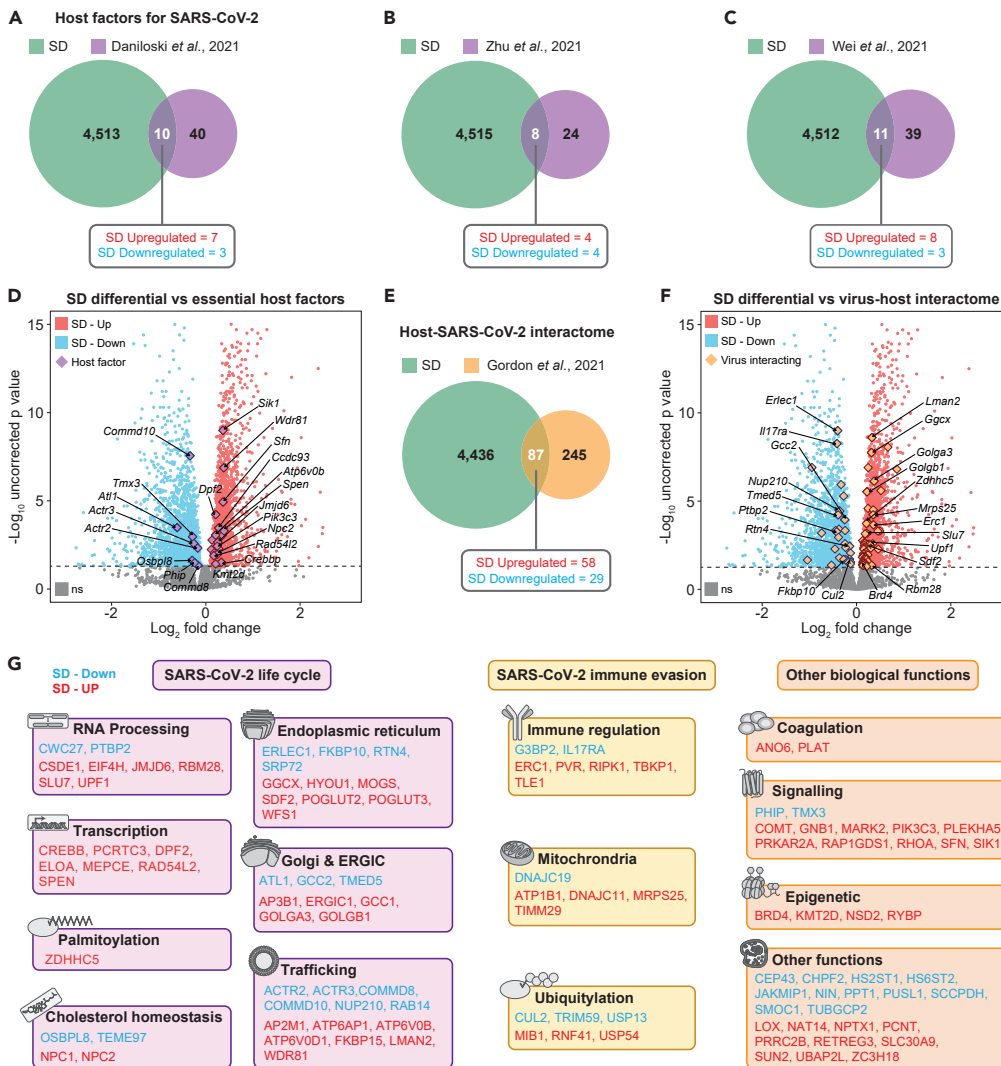 A
Host factors for SARS-CoV-2
SD
Daniloski et al., 2021
4,513
10
40
SD Upregulated = 7
SD Downregulated = 3
B
SD
Zhu et al., 2021
4,515
8
24
SD Upregulated = 4
SD Downregulated = 4
C
SD
Wei et al., 2021
4,512
11
39
SD Upregulated = 8
SD Downregulated = 3
D
SD differential vs essential host factors
SD - Up
SD - Down
Host factor
15
10
5
0
-Log10 uncorrected p value
Commd10
Tmx3
Atl1
Actr3
Actr2
Osbpl8
Phip
Commd8
Dpf2
Sik1
Wdr81
Sfn
Ccdc93
Atp6v0b
Spen
Jmjd6
Pik3c3
Npc2
Rad54l2
Crebbp
Kmt2d
ns
-2
0
2
Log2 fold change
E
Host-SARS-CoV-2 interactome
SD
Gordon et al., 2021
4,436
87
245
SD Upregulated = 58
SD Downregulated = 29
F
SD differential vs virus-host interactome
SD - Up
SD - Down
Virus interacting
15
10
5
0
-Log10 uncorrected p value
Erlec1
Il17ra
Gcc2
Nup210
Tmed5
Ptbp2
Rtn4
Fkbp10
Cul2
Lman2
Ggcx
Golga3
Golgb1
Zdhhc5
Mrps25
Erc1
Slu7
Upf1
Sdf2
Rbm28
Brd4
ns
-2
0
2
Log2 fold change
G
SD - Down
SD - UP
SARS-CoV-2 life cycle
RNA Processing
CWC27, PTBP2
CSDE1, EIF4H, JMJD6, RBM28,
SLU7, UPF1
Transcription
CREBB, PCRTC3, DPF2,
ELOA, MEPCE, RAD54L2,
SPEN
Palmitoylation
ZDHHC5
Cholesterol homeostasis
OSBPL8, TEME97
NPC1, NPC2
Endoplasmic reticulum
ERLEC1, FKBP10, RTN4,
SRP72
GGCX, HYOU1, MOGS,
SDF2, POGLUT2, POGLUT3,
WFS1
Golgi & ERGIC
ATL1, GCC2, TMED5
AP3B1, ERGIC1, GCC1,
GOLGA3, GOLGB1
Trafficking
ACTR2, ACTR3,COMMD8,
COMMD10, NUP210, RAB14
AP2M1, ATP6AP1, ATP6V0B,
ATP6V0D1, FKBP15, LMAN2,
WDR81
SARS-CoV-2 immune evasion
Immune regulation
G3BP2, IL17RA
ERC1, PVR, RIPK1, TBKP1,
TLE1
Mitochrondria
DNAJC19
ATP1B1, DNAJC11, MRPS25,
TIMM29
Ubiquitylation
CUL2, TRIM59, USP13
MIB1, RNF41, USP54
Other biological functions
Coagulation
ANO6, PLAT
Signalling
PHIP, TMX3
COMT, GNB1, MARK2, PIK3C3, PLEKHA5
PRKAR2A, RAP1GDS1, RHOA, SFN, SIK1
Epigenetic
BRD4, KMT2D, NSD2, RYBP
Other functions
CEP43, CHPF2, HS2ST1, HS6ST2,
JAKMIP1, NIN, PPT1, PUSL1, SCCPDH,
SMOC1, TUBGCP2
LOX, NAT14, NPTX1, PCNT,
PRRC2B, RETREG3, SLC30A9,
SUN2, UBAP2L, ZC3H18